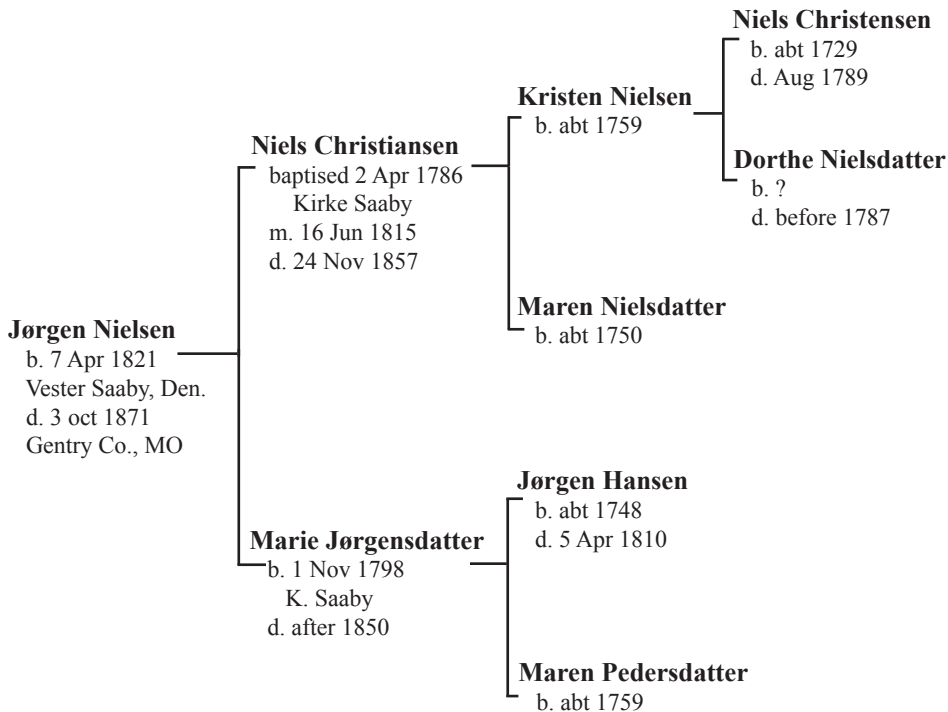 Niels Christensen
b. abt 1729
d. Aug 1789
Kristen Nielsen
b. abt 1759
Dorthe Nielsdatter
b. ?
d. before 1787
Niels Christiansen
baptised 2 Apr 1786
Kirke Saaby
m. 16 Jun 1815
d. 24 Nov 1857
Maren Nielsdatter
b. abt 1750
Jørgen Nielsen
b. 7 Apr 1821
Vester Saaby, Den.
d. 3 oct 1871
Gentry Co., MO
Jørgen Hansen
b. abt 1748
d. 5 Apr 1810
Marie Jørgensdatter
b. 1 Nov 1798
K. Saaby
d. after 1850
Maren Pedersdatter
b. abt 1759